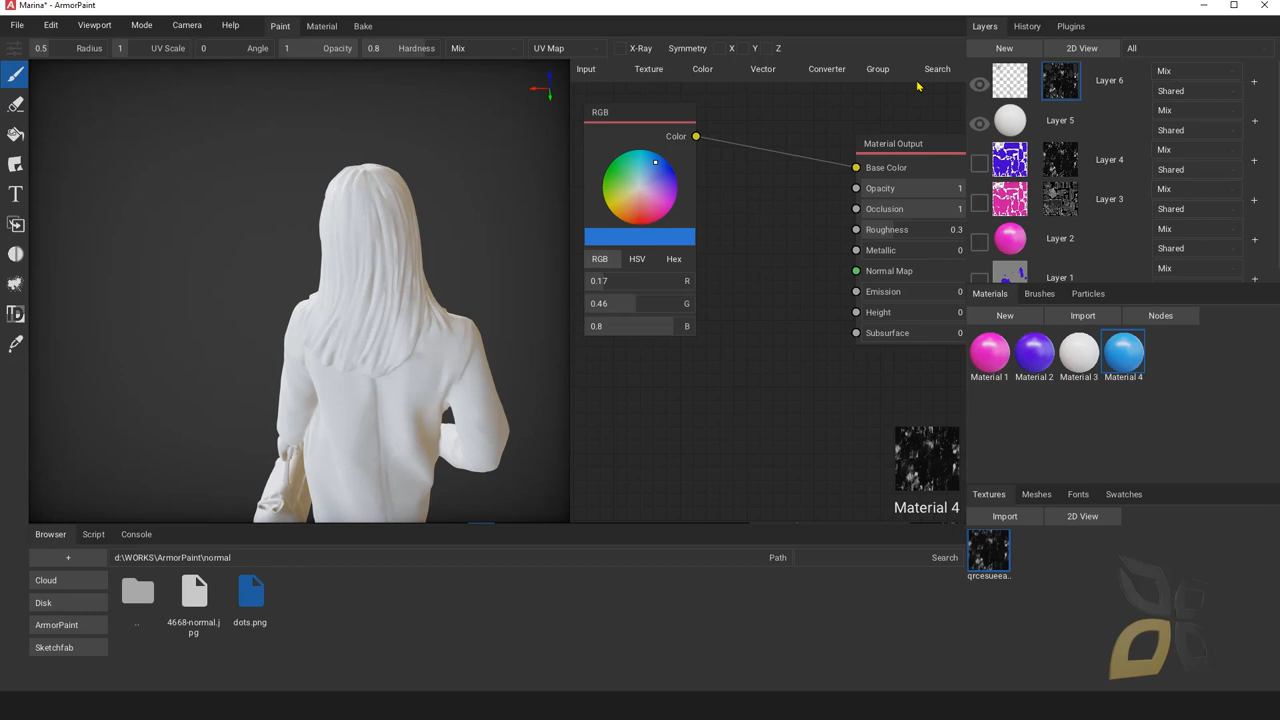 Marina* - ArmorPaint
File Edit Viewport Mode Camera Help Paint Material Bake
0.5 Radius 1 UV Scale 0 Angle 1 Opacity 0.8 Hardness Mix UV Map X-Ray Symmetry X Y Z
Input Texture Color Vector Converter Group Search
RGB
Color
RGB HSV Hex
0.17 R
0.46 G
0.8 B
Material Output
Base Color
Opacity 1
Occlusion 1
Roughness 0.3
Metallic 0
Normal Map
Emission 0
Height 0
Subsurface 0
Material 4
Layers History Plugins
New 2D View All
Layer 6 Mix
Shared
Layer 5 Mix
Shared
Layer 4 Mix
Shared
Layer 3 Mix
Shared
Layer 2 Mix
Shared
Layer 1 Mix
Materials Brushes Particles
New Import Nodes
Material 1 Material 2 Material 3 Material 4
Textures Meshes Fonts Swatches
Import 2D View
qrcesueea..
Browser Script Console
+ d:\WORKS\ArmorPaint\normal Path Search
Cloud
Disk
ArmorPaint
Sketchfab
..
4668-normal.j
pg
dots.png